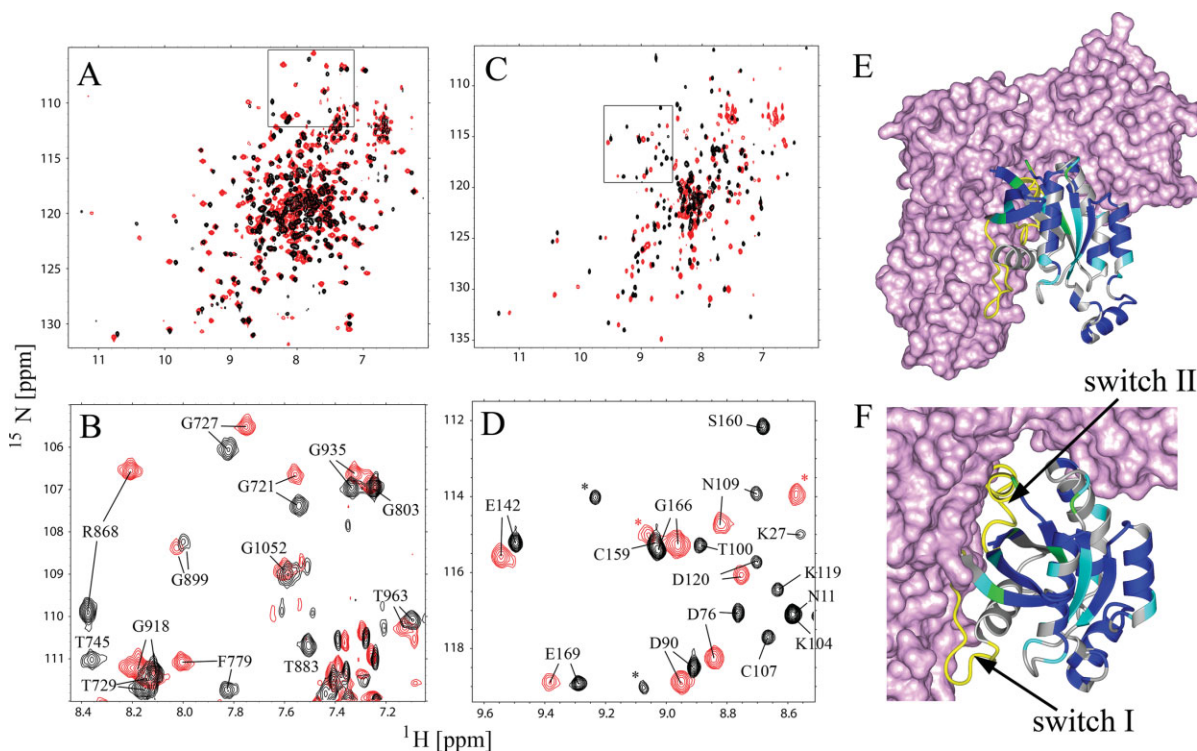 A
C
E
110
115
120
125
130
11
10
9
8
7
110
115
120
125
130
135
11
10
9
8
7
switch II
¹⁵N [ppm]
B
106
107
108
109
110
111
8.4
8.2
8.0
7.8
7.6
7.4
7.2
G727
G935
G721
G803
R868
G899
G1052
T963
G918
T745
T883
F779
T729
D
112
114
116
118
9.6
9.4
9.2
9.0
8.8
8.6
S160
*
*
N109
E142
G166
*
K27
C159
T100
D120
K119
N11
D76
K104
D90
C107
E169
*
¹H [ppm]
F
switch I